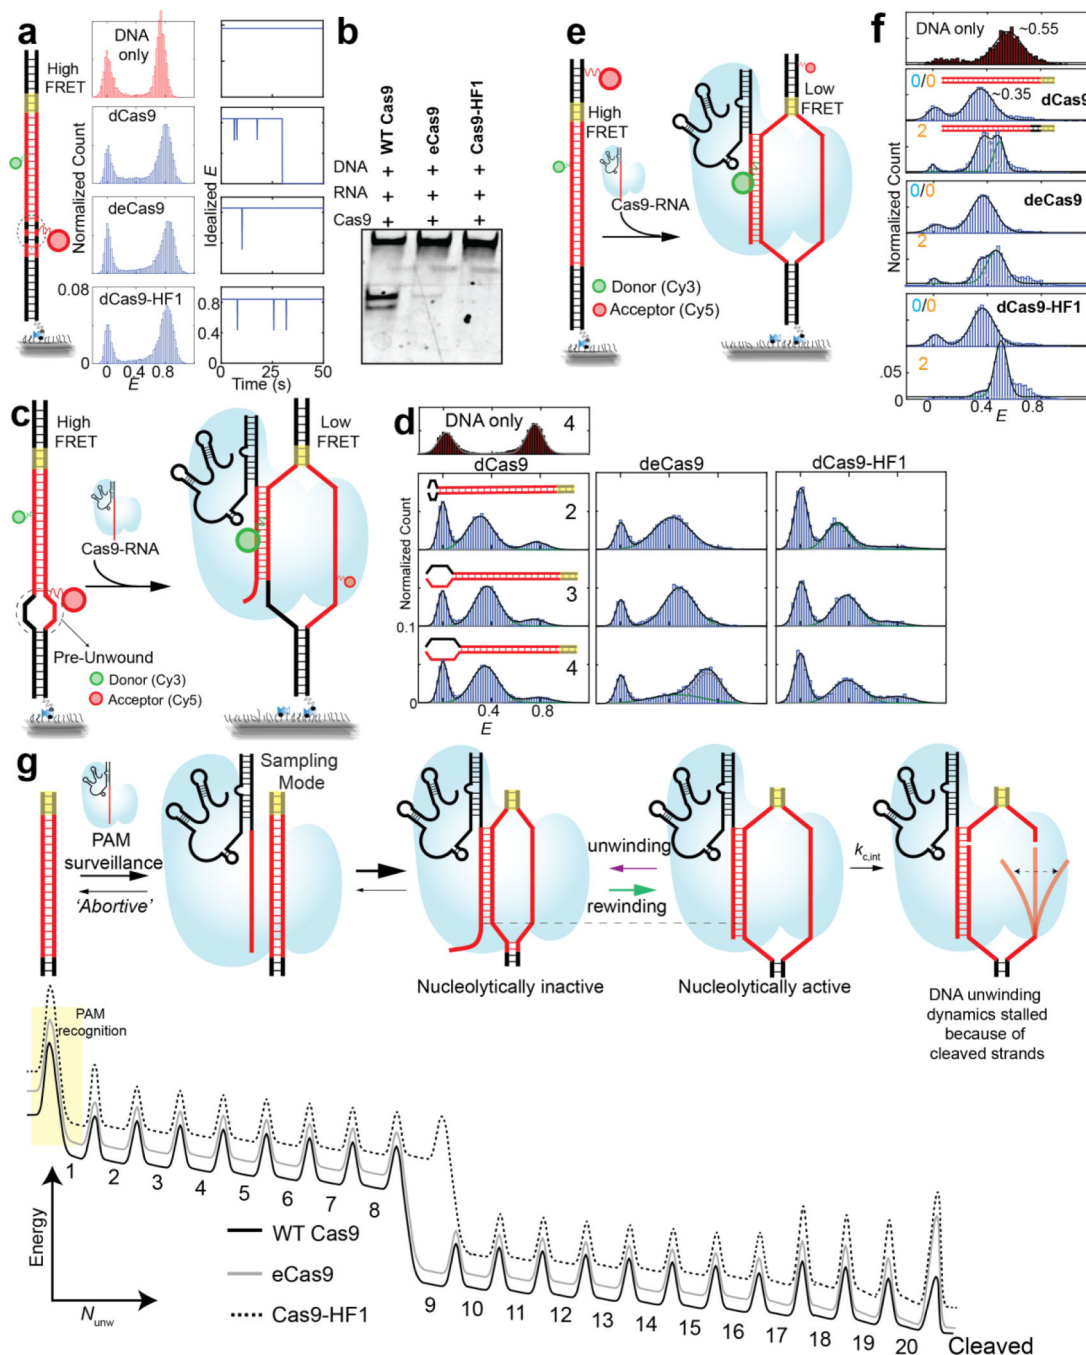 a
High
FRET
DNA
only
dCas9
deCas9
dCas9-HF1
Normalized Count
0.08
0
0 0.4 0.8
E
Idealized E
0.8
0.4
0
0 25 50
Time (s)
b
WT Cas9
eCas9
Cas9-HF1
DNA + + +
RNA + + +
Cas9 + + +
c
High
FRET
Low
FRET
Cas9-RNA
Pre-Unwound
Donor (Cy3)
Acceptor (Cy5)
d
DNA only 4
dCas9
deCas9
dCas9-HF1
Normalized Count
2
3
0.1
4
0
0.4 0.8
E
e
High
FRET
Low
FRET
Cas9-RNA
Donor (Cy3)
Acceptor (Cy5)
f
DNA only ~0.55
0/0
~0.35 dCas9
2
0/0 deCas9
2
0/0 dCas9-HF1
2
Normalized Count
.05
0
0 0.4 0.8
E
g
PAM
surveillance
'Abortive'
Sampling
Mode
unwinding
rewinding
kc,int
Nucleolytically inactive
Nucleolytically active
DNA unwinding
dynamics stalled
because of
cleaved strands
PAM
recognition
1 2 3 4 5 6 7 8
9 10 11 12 13 14 15 16 17 18 19 20 Cleaved
Energy
Nunw
WT Cas9
eCas9
Cas9-HF1